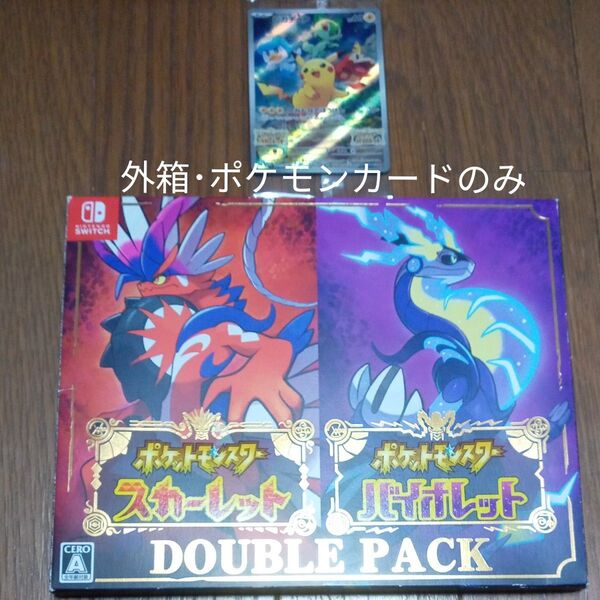 外箱・ポケモンカードのみ
NINTENDO
SWITCH
ポケットモンスター
スカーレット
ポケットモンスター
バイオレット
CERO
A
DOUBLE PACK